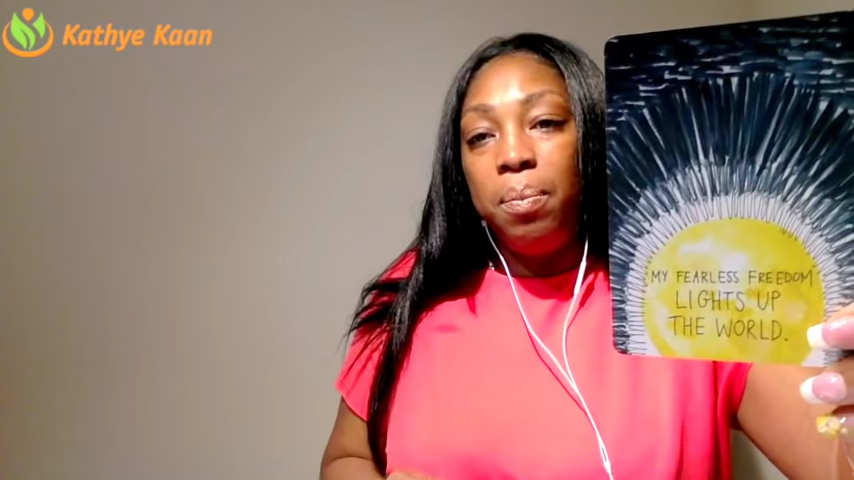 Kathye Kaan
MY FEARLESS FREEDOM
LIGHTS UP
THE WORLD.